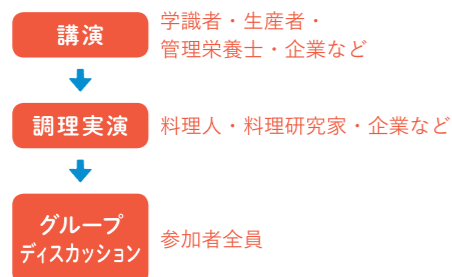 講演
学識者・生産者・
管理栄養士・企業など
調理実演
料理人・料理研究家・企業など
グループ
ディスカッション
参加者全員